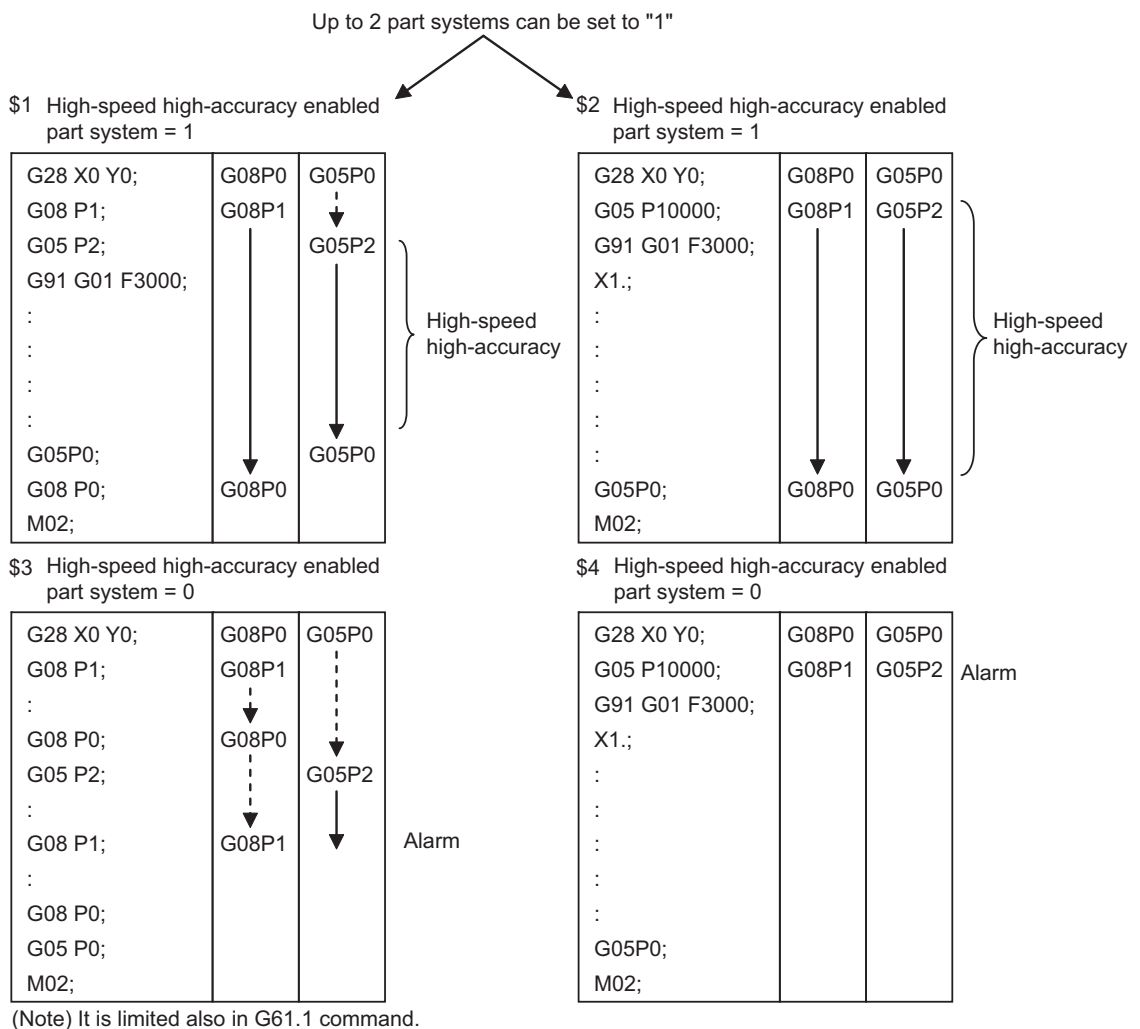 Up to 2 part systems can be set to "1"
$1 High-speed high-accuracy enabled
part system = 1
G28 X0 Y0; G08P0 G05P0
G08 P1; G08P1
G05 P2; G05P2
G91 G01 F3000;
:
:
:
:
G05P0; G05P0
G08 P0; G08P0
M02;
High-speed
high-accuracy
$2 High-speed high-accuracy enabled
part system = 1
G28 X0 Y0; G08P0 G05P0
G05 P10000; G08P1 G05P2
G91 G01 F3000;
X1.;
:
:
:
:
:
G05P0; G08P0 G05P0
M02;
High-speed
high-accuracy
$3 High-speed high-accuracy enabled
part system = 0
G28 X0 Y0; G08P0 G05P0
G08 P1; G08P1
:
G08 P0; G08P0
G05 P2; G05P2
:
G08 P1; G08P1 Alarm
:
G08 P0;
G05 P0;
M02;
$4 High-speed high-accuracy enabled
part system = 0
G28 X0 Y0; G08P0 G05P0
G05 P10000; G08P1 G05P2 Alarm
G91 G01 F3000;
X1.;
:
:
:
:
:
G05P0;
M02;
(Note) It is limited also in G61.1 command.